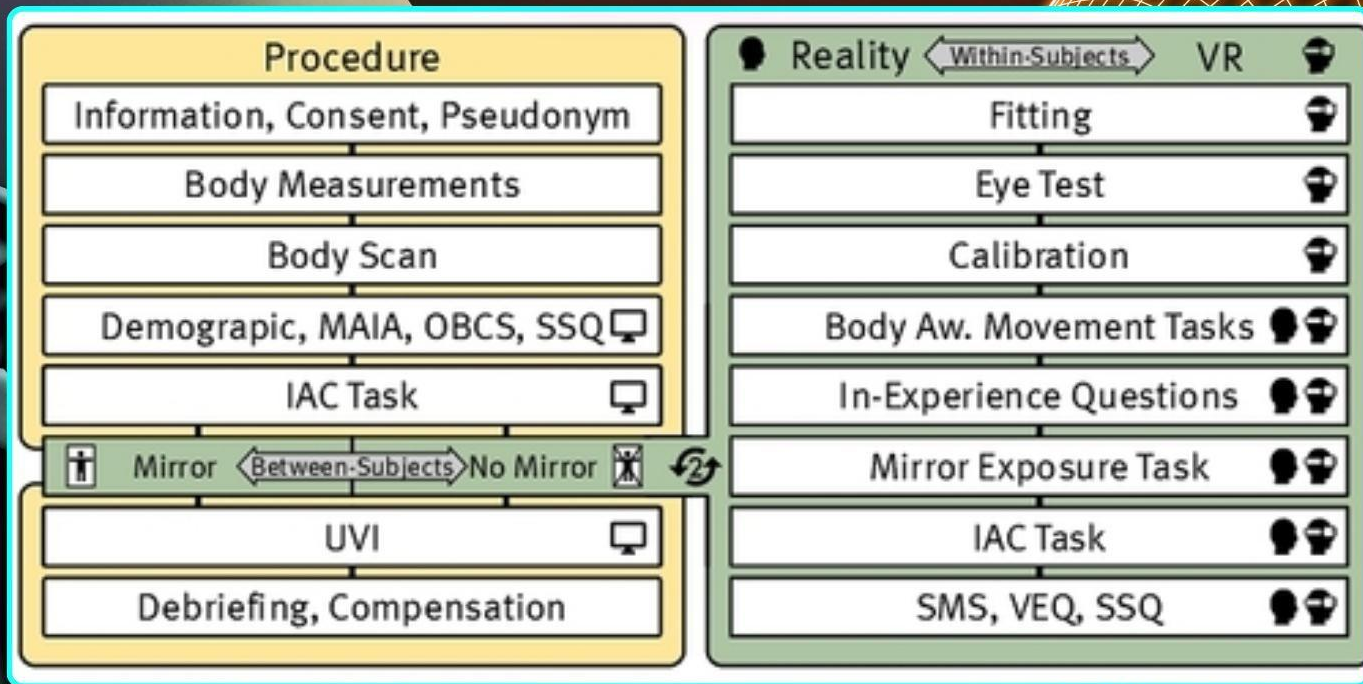 Procedure
Information, Consent, Pseudonym
Body Measurements
Body Scan
Demograpic, MAIA, OBCS, SSQ
IAC Task
Mirror Between-Subjects No Mirror 2
UVI
Debriefing, Compensation
Reality Within-Subjects VR
Fitting
Eye Test
Calibration
Body Aw. Movement Tasks
In-Experience Questions
Mirror Exposure Task
IAC Task
SMS, VEQ, SSQ